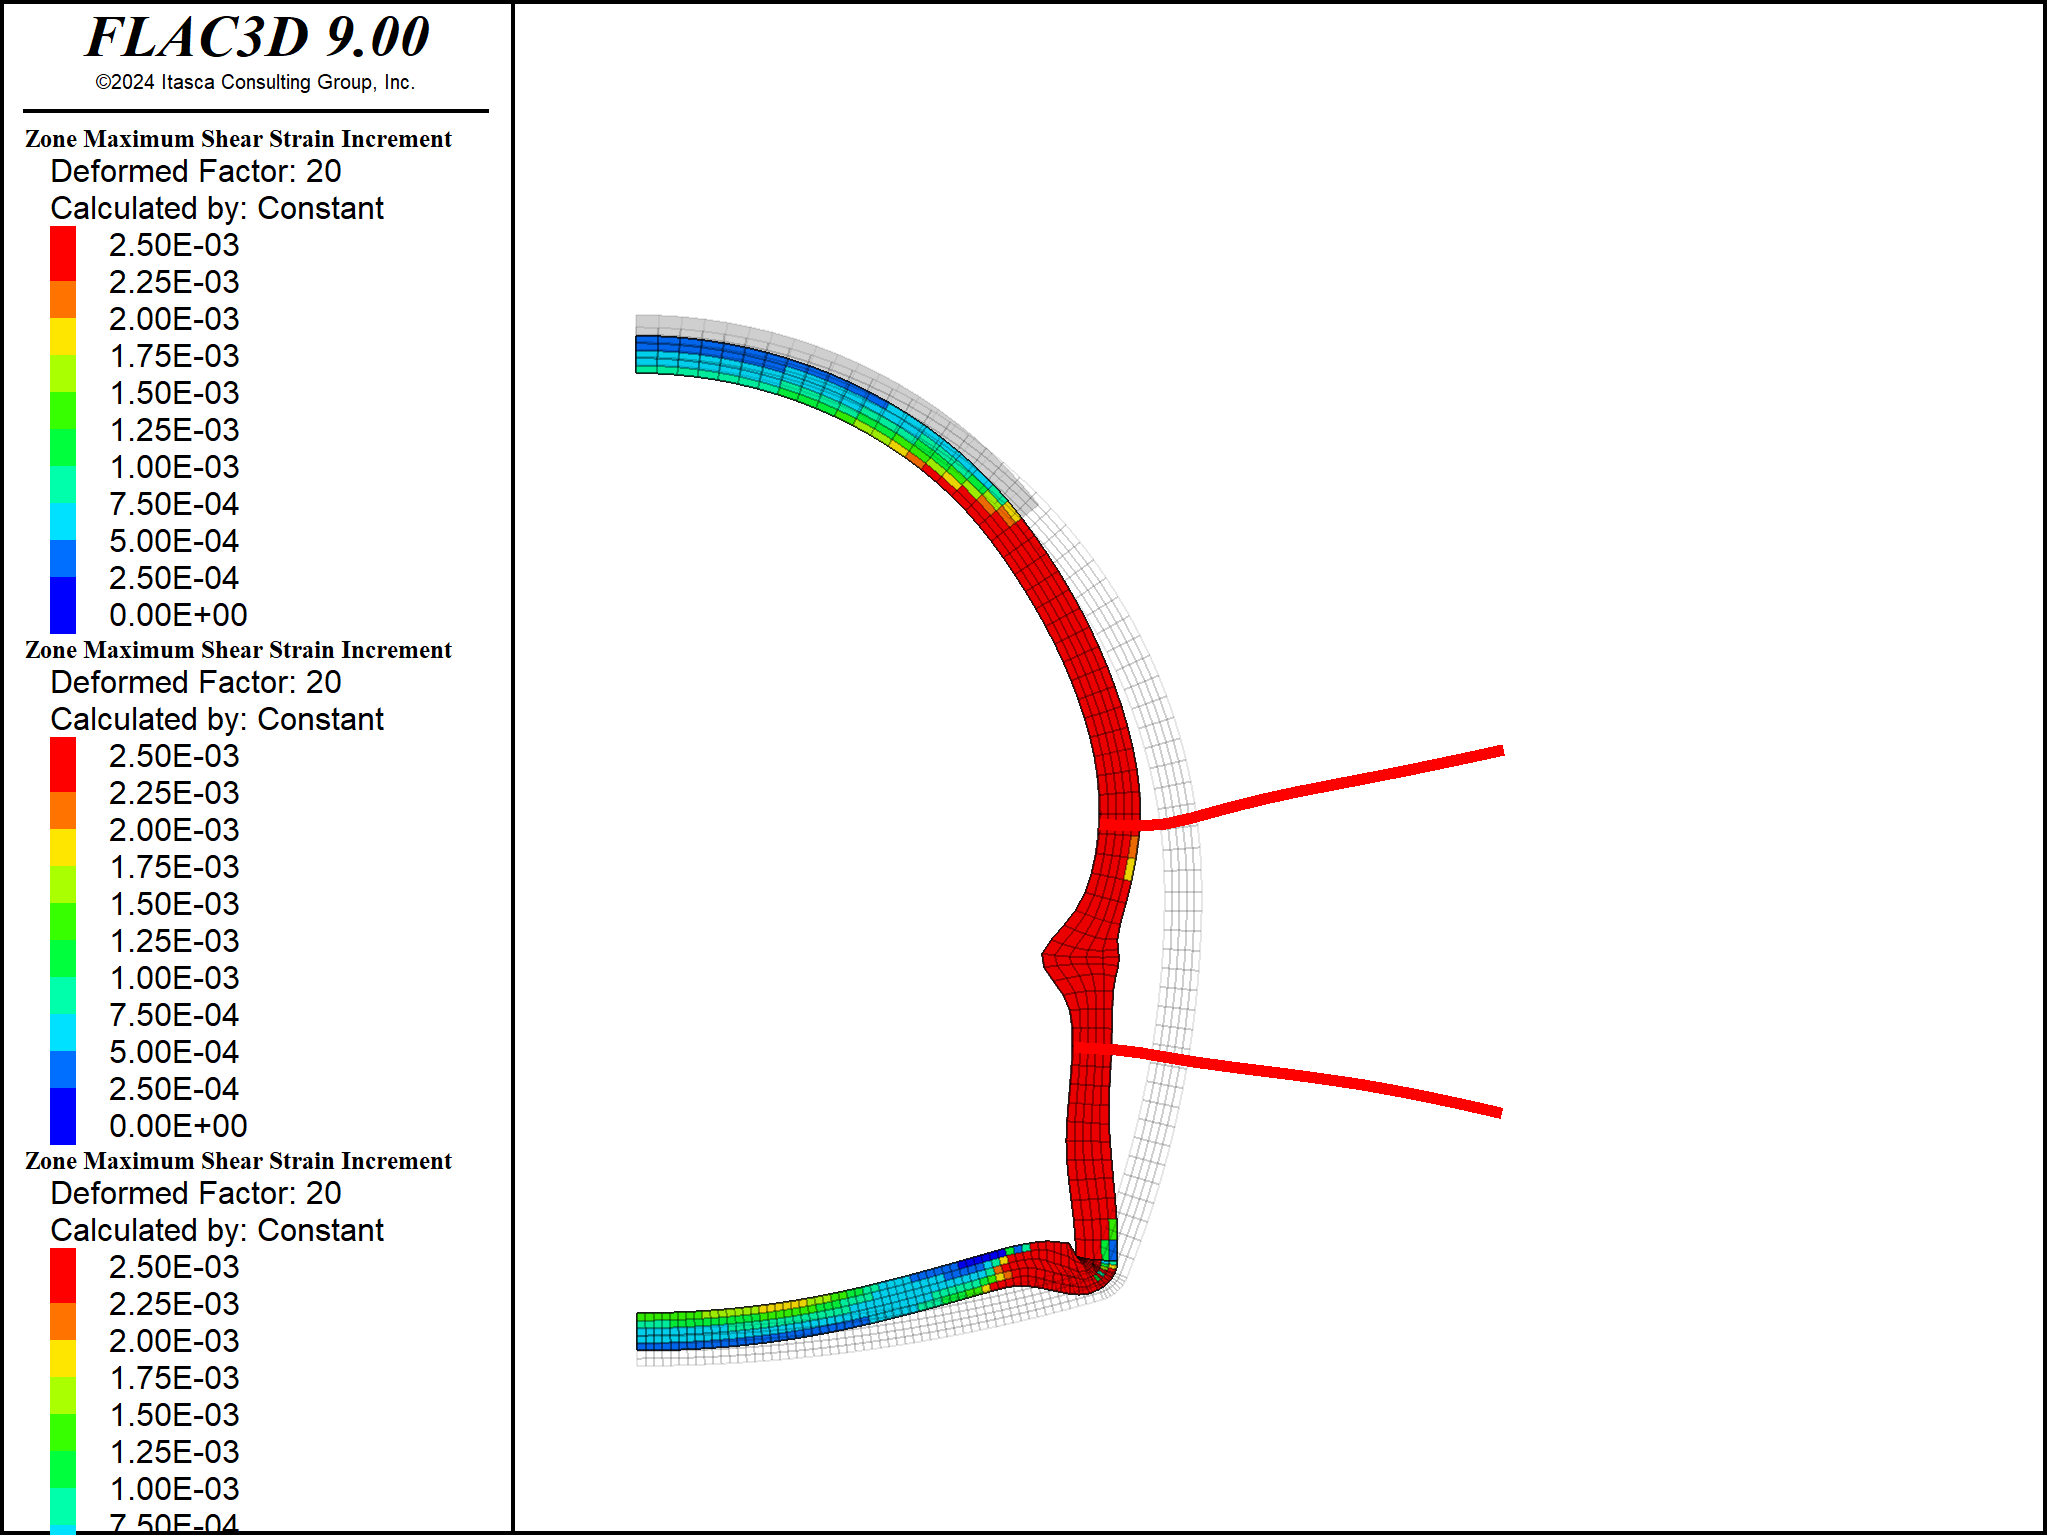 FLAC3D 9.00
©2024 Itasca Consulting Group, Inc.
Zone Maximum Shear Strain Increment
Deformed Factor: 20
Calculated by: Constant
2.50E-03
2.25E-03
2.00E-03
1.75E-03
1.50E-03
1.25E-03
1.00E-03
7.50E-04
5.00E-04
2.50E-04
0.00E+00
Zone Maximum Shear Strain Increment
Deformed Factor: 20
Calculated by: Constant
2.50E-03
2.25E-03
2.00E-03
1.75E-03
1.50E-03
1.25E-03
1.00E-03
7.50E-04
5.00E-04
2.50E-04
0.00E+00
Zone Maximum Shear Strain Increment
Deformed Factor: 20
Calculated by: Constant
2.50E-03
2.25E-03
2.00E-03
1.75E-03
1.50E-03
1.25E-03
1.00E-03
7.50E-04